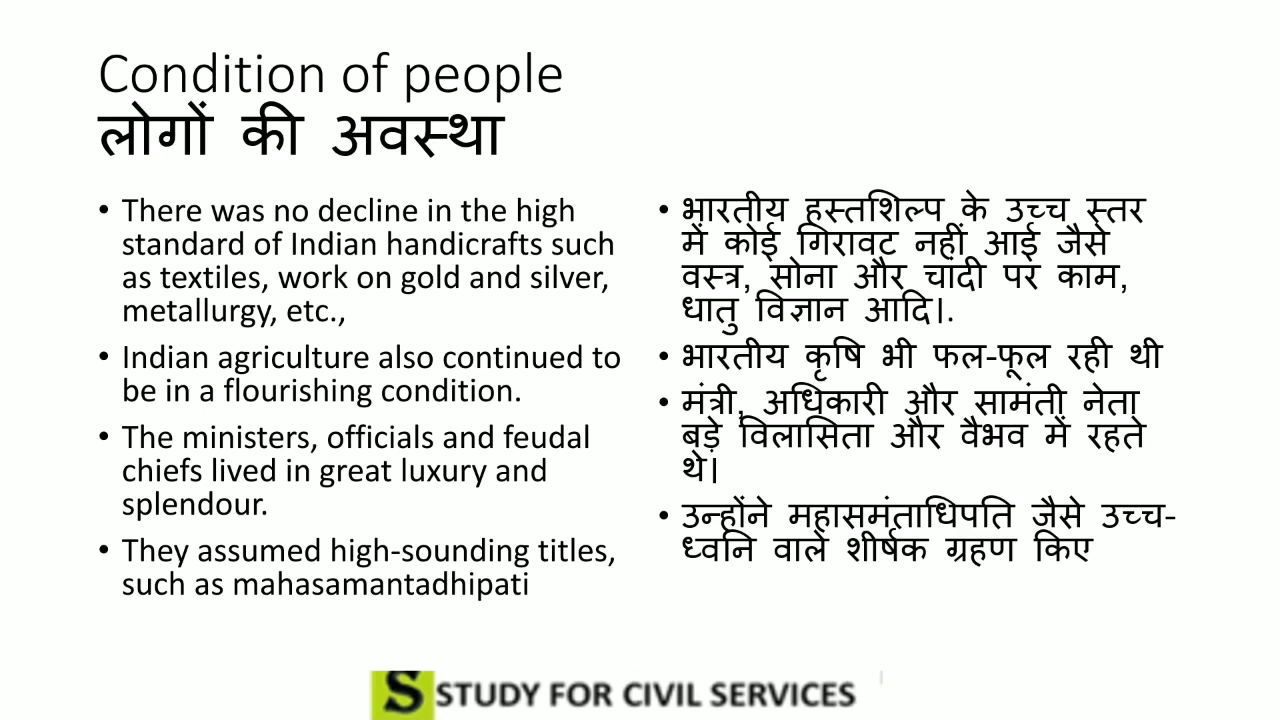 Condition of people
लोगों की अवस्था
• There was no decline in the high
standard of Indian handicrafts such
as textiles, work on gold and silver,
metallurgy, etc.,
• Indian agriculture also continued to
be in a flourishing condition.
• The ministers, officials and feudal
chiefs lived in great luxury and
splendour.
• They assumed high-sounding titles,
such as mahasamantadhipati
• भारतीय हस्तशिल्प के उच्च स्तर
में कोई गिरावट नहीं आई जैसे
वस्त्र, सोना और चांदी पर काम,
धातु विज्ञान आदि।.
• भारतीय कृषि भी फल-फूल रही थी
• मंत्री, अधिकारी और सामंती नेता
बड़े विलासिता और वैभव में रहते
थे।
• उन्होंने महासमंताधिपति जैसे उच्च-
ध्वनि वाले शीर्षक ग्रहण किए
S STUDY FOR CIVIL SERVICES